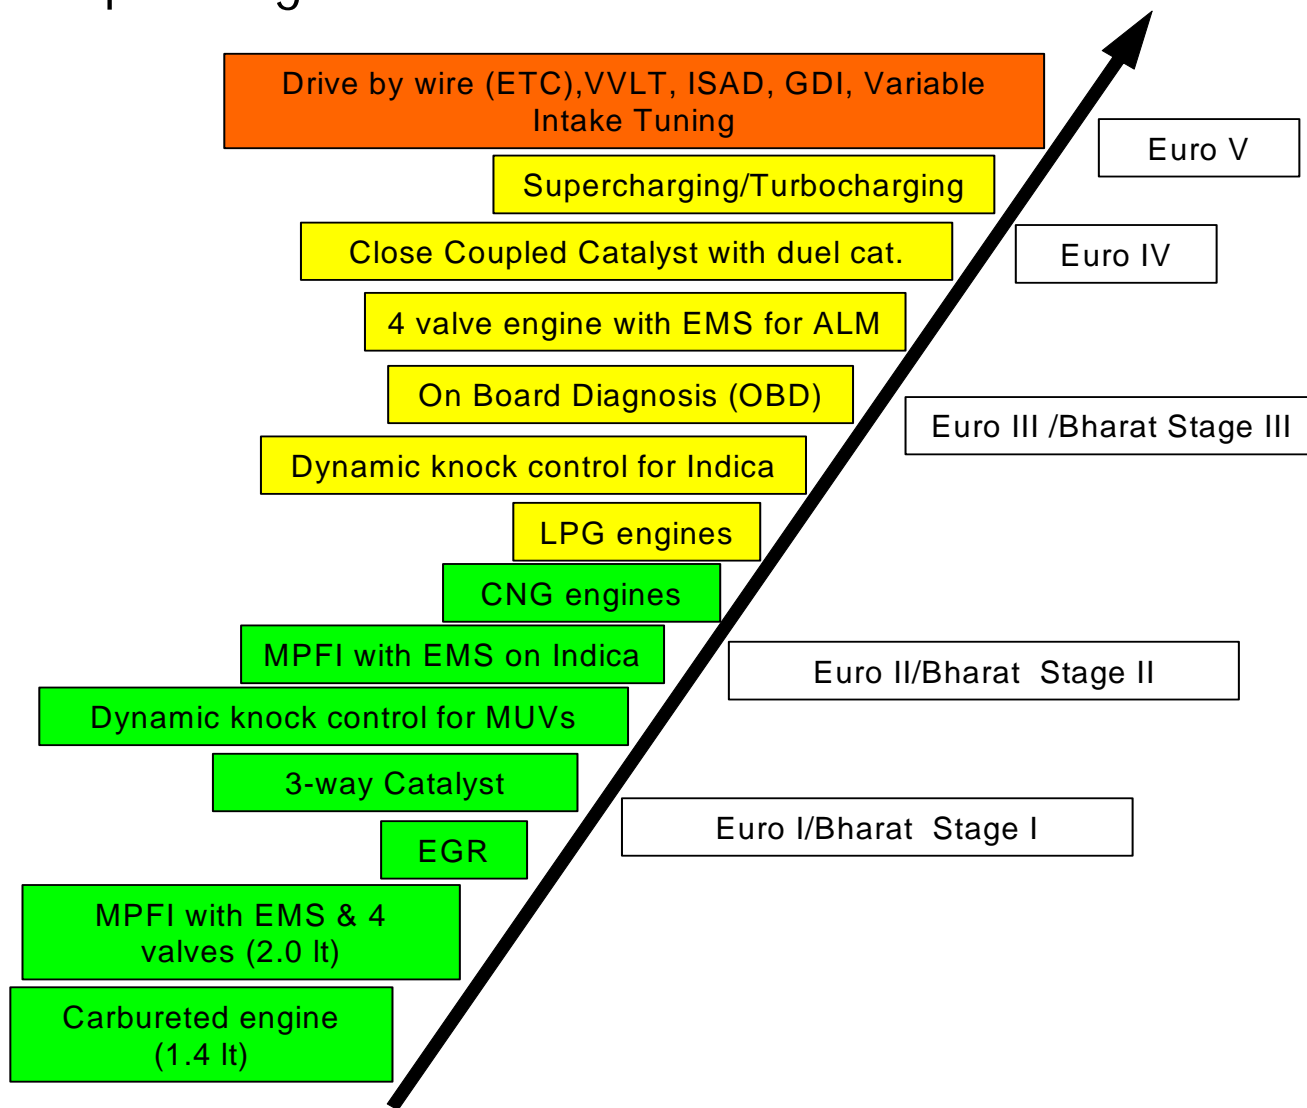 Drive by wire (ETC),VVLT, ISAD, GDI, Variable
Intake Tuning
Euro V
Supercharging/Turbocharging
Close Coupled Catalyst with duel cat.
Euro IV
4 valve engine with EMS for ALM
On Board Diagnosis (OBD)
Euro III /Bharat Stage III
Dynamic knock control for Indica
LPG engines
CNG engines
MPFI with EMS on Indica
Euro II/Bharat Stage II
Dynamic knock control for MUVs
3-way Catalyst
Euro I/Bharat Stage I
EGR
MPFI with EMS & 4
valves (2.0 lt)
Carbureted engine
(1.4 lt)